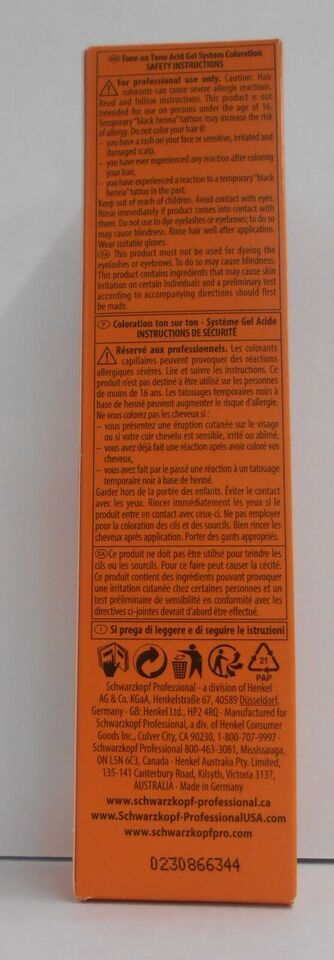 Tone on Tone Acid Gel System Coloration
SAFETY INSTRUCTIONS
For professional use only. Caution: Hair
colorants can cause severe allergic reactions.
Read and follow instructions. This product is not
intended for use on persons under the age of 16.
Temporary "black henna" tattoos may increase the risk
of allergy. Do not color your hair if:
– you have a rash on your face or sensitive, irritated and
damaged scalp,
– you have ever experienced any reaction after coloring
your hair,
– you have experienced a reaction to a temporary "black
henna" tattoo in the past.
Keep out of reach of children. Avoid contact with eyes.
Rinse immediately if product comes into contact with
them. Do not use to dye eyelashes or eyebrows; to do so
may cause blindness. Rinse hair well after application.
Wear suitable gloves.
CA This product must not be used for dyeing the
eyelashes or eyebrows. To do so may cause blindness.
This product contains ingredients that may cause skin
irritation on certain individuals and a preliminary test
according to accompanying directions should first
be made.
F Coloration ton sur ton - Système Gel Acide
INSTRUCTIONS DE SÉCURITÉ
Réservé aux professionnels. Les colorants
capillaires peuvent provoquer des réactions
allergiques sévères. Lire et suivre les instructions. Ce
produit n'est pas destiné à être utilisé sur les personnes
de moins de 16 ans. Les tatouages temporaires noirs à
base de henné peuvent augmenter le risque d'allergie.
Ne vous colorez pas les cheveux si :
– vous présentez une éruption cutanée sur le visage
ou si votre cuir chevelu est sensible, irrité ou abîmé,
– vous avez déjà fait une réaction après avoir coloré vos
cheveux,
– vous avez fait par le passé une réaction à un tatouage
temporaire noir à base de henné.
Garder hors de la portée des enfants. Éviter le contact
avec les yeux. Rincer immédiatement les yeux si le
produit entre en contact avec ceux-ci. Ne pas employer
pour la coloration des cils et des sourcils. Bien rincer les
cheveux après application. Porter des gants appropriés.
CA Ce produit ne doit pas être utilisé pour teindre les
cils ou les sourcils. Pour ce faire peut causer la cécité.
Ce produit contient des ingrédients pouvant provoquer
une irritation cutanée chez certaines personnes et un
test préliminaire de sensibilité en conformité avec les
directives ci-jointes devrait d'abord être effectué.
I Si prega di leggere e di seguire le istruzioni
21
PAP
Schwarzkopf Professional - a division of Henkel
AG & Co. KGaA, Henkelstraße 67, 40589 Düsseldorf,
Germany · GB: Henkel Ltd., HP2 4RQ · Manufactured for
Schwarzkopf Professional, a div. of Henkel Consumer
Goods Inc., Culver City, CA 90230, 1-800-707-9997 ·
Schwarzkopf Professional 800-463-3081, Mississauga,
ON L5N 6C3, Canada · Henkel Australia Pty. Limited,
135-141 Canterbury Road, Kilsyth, Victoria 3137,
AUSTRALIA · Made in Germany
www.schwarzkopf-professional.ca
www.Schwarzkopf-ProfessionalUSA.com
www.schwarzkopfpro.com
0230866344